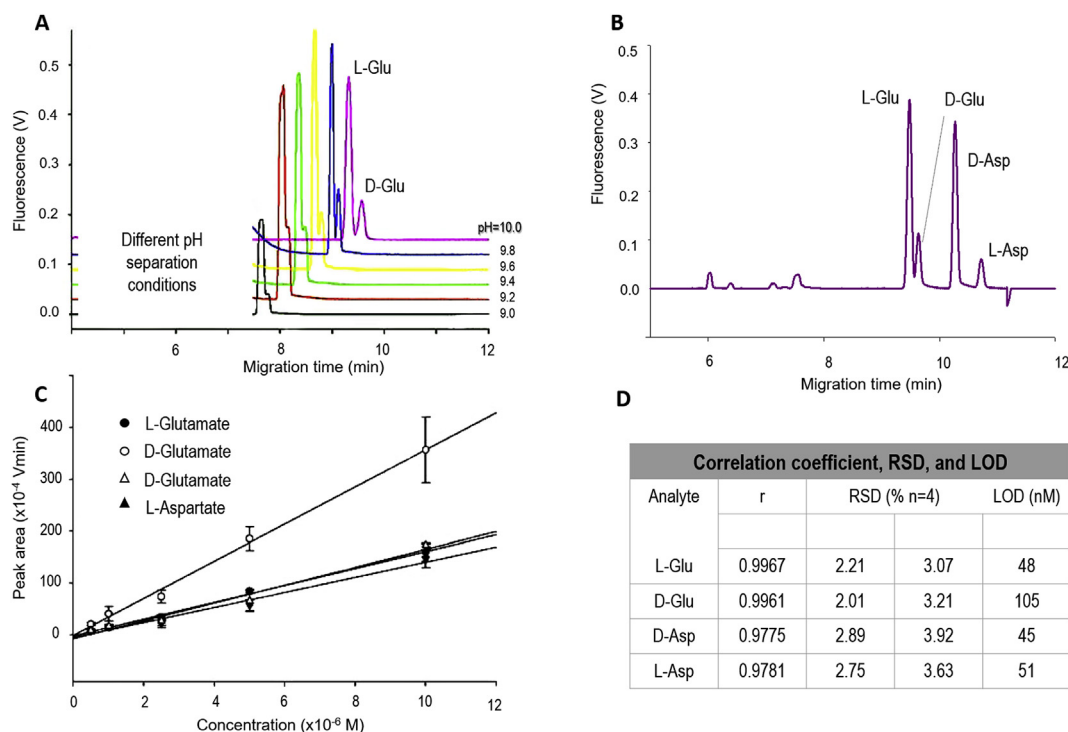 A
Fluorescence (V)
0.5
0.4
0.3
0.2
0.1
0.0
L-Glu
D-Glu
pH=10.0
9.8
9.6
9.4
9.2
9.0
Different pH
separation
conditions
6
8
10
12
Migration time (min)
B
Fluorescence (V)
0.5
0.4
0.3
0.2
0.1
0.0
L-Glu
D-Glu
D-Asp
L-Asp
6
8
10
12
Migration time (min)
C
Peak area (x10-4 Vmin)
400
300
200
100
0
L-Glutamate
D-Glutamate
D-Glutamate
L-Aspartate
0
2
4
6
8
10
12
Concentration (x10-6 M)
D
Correlation coefficient, RSD, and LOD
Analyte r RSD (% n=4) LOD (nM)
L-Glu 0.9967 2.21 3.07 48
D-Glu 0.9961 2.01 3.21 105
D-Asp 0.9775 2.89 3.92 45
L-Asp 0.9781 2.75 3.63 51